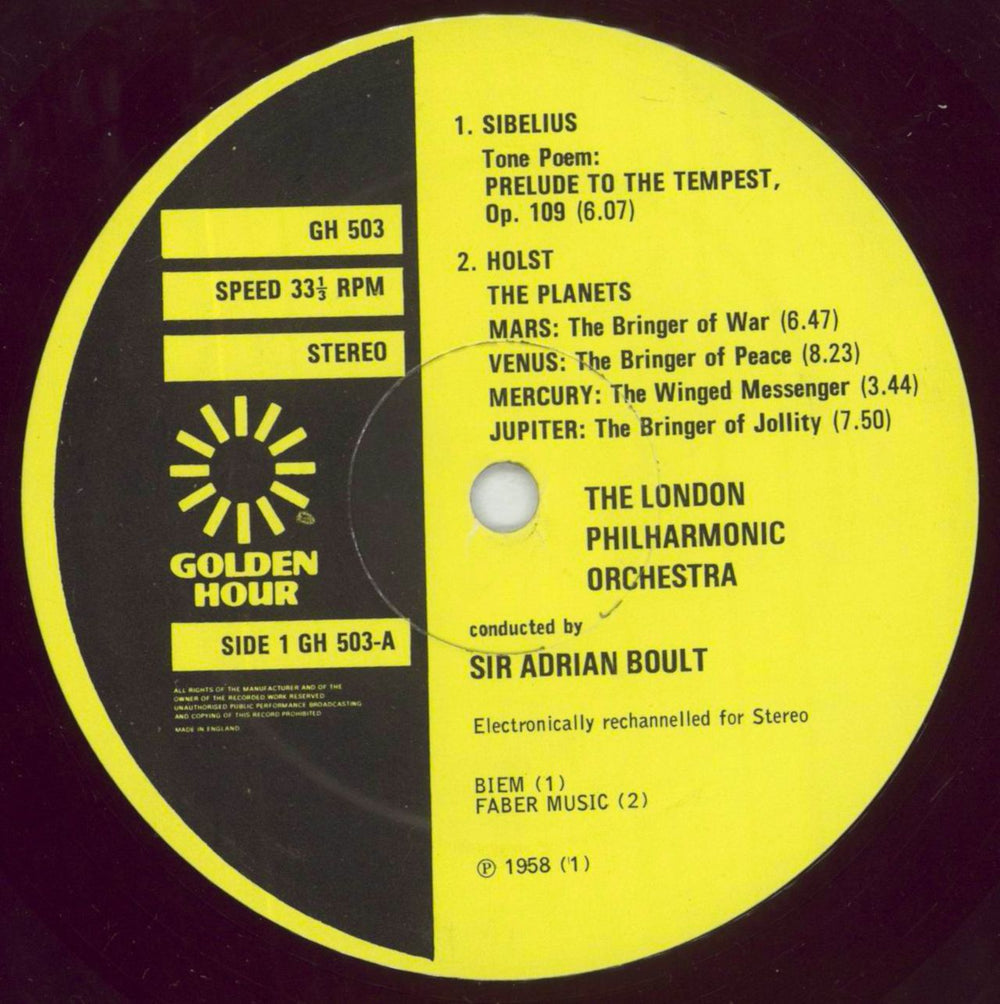 GH 503
SPEED 33⅓ RPM
STEREO
GOLDEN
HOUR
SIDE 1 GH 503-A
ALL RIGHTS OF THE MANUFACTURER AND OF THE
OWNER OF THE RECORDED WORK RESERVED
UNAUTHORISED PUBLIC PERFORMANCE BROADCASTING
AND COPYING OF THIS RECORD PROHIBITED
MADE IN ENGLAND
1. SIBELIUS
Tone Poem:
PRELUDE TO THE TEMPEST,
Op. 109 (6.07)
2. HOLST
THE PLANETS
MARS: The Bringer of War (6.47)
VENUS: The Bringer of Peace (8.23)
MERCURY: The Winged Messenger (3.44)
JUPITER: The Bringer of Jollity (7.50)
THE LONDON
PHILHARMONIC
ORCHESTRA
conducted by
SIR ADRIAN BOULT
Electronically rechannelled for Stereo
BIEM (1)
FABER MUSIC (2)
℗ 1958 (1)